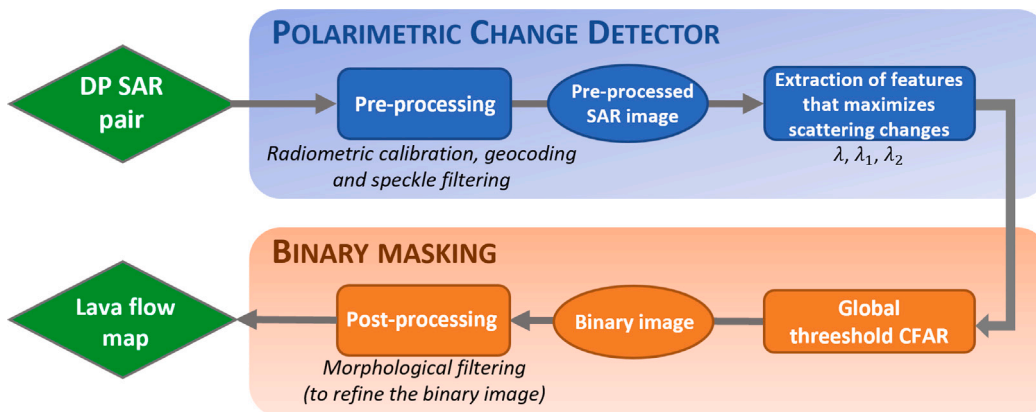 POLARIMETRIC CHANGE DETECTOR
DP SAR
pair
Pre-processing
Radiometric calibration, geocoding
and speckle filtering
Pre-processed
SAR image
Extraction of features
that maximizes
scattering changes
λ, λ₁, λ₂
BINARY MASKING
Global
threeshold CFAR
Binary image
Post-processing
Morphological filtering
(to refine the binary image)
Lava flow
map